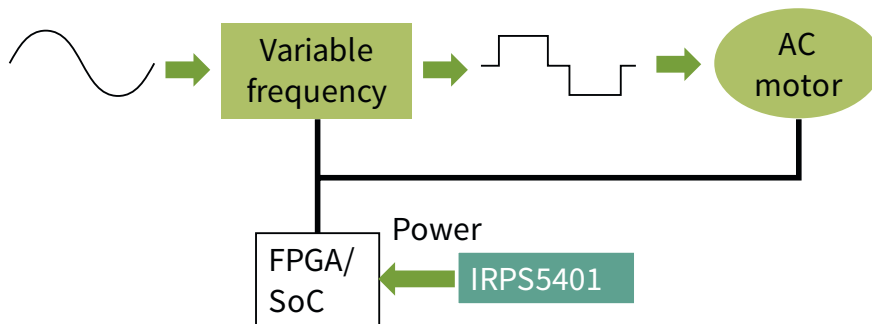 Variable
frequency
AC
motor
Power
FPGA/
SoC
IRPS5401